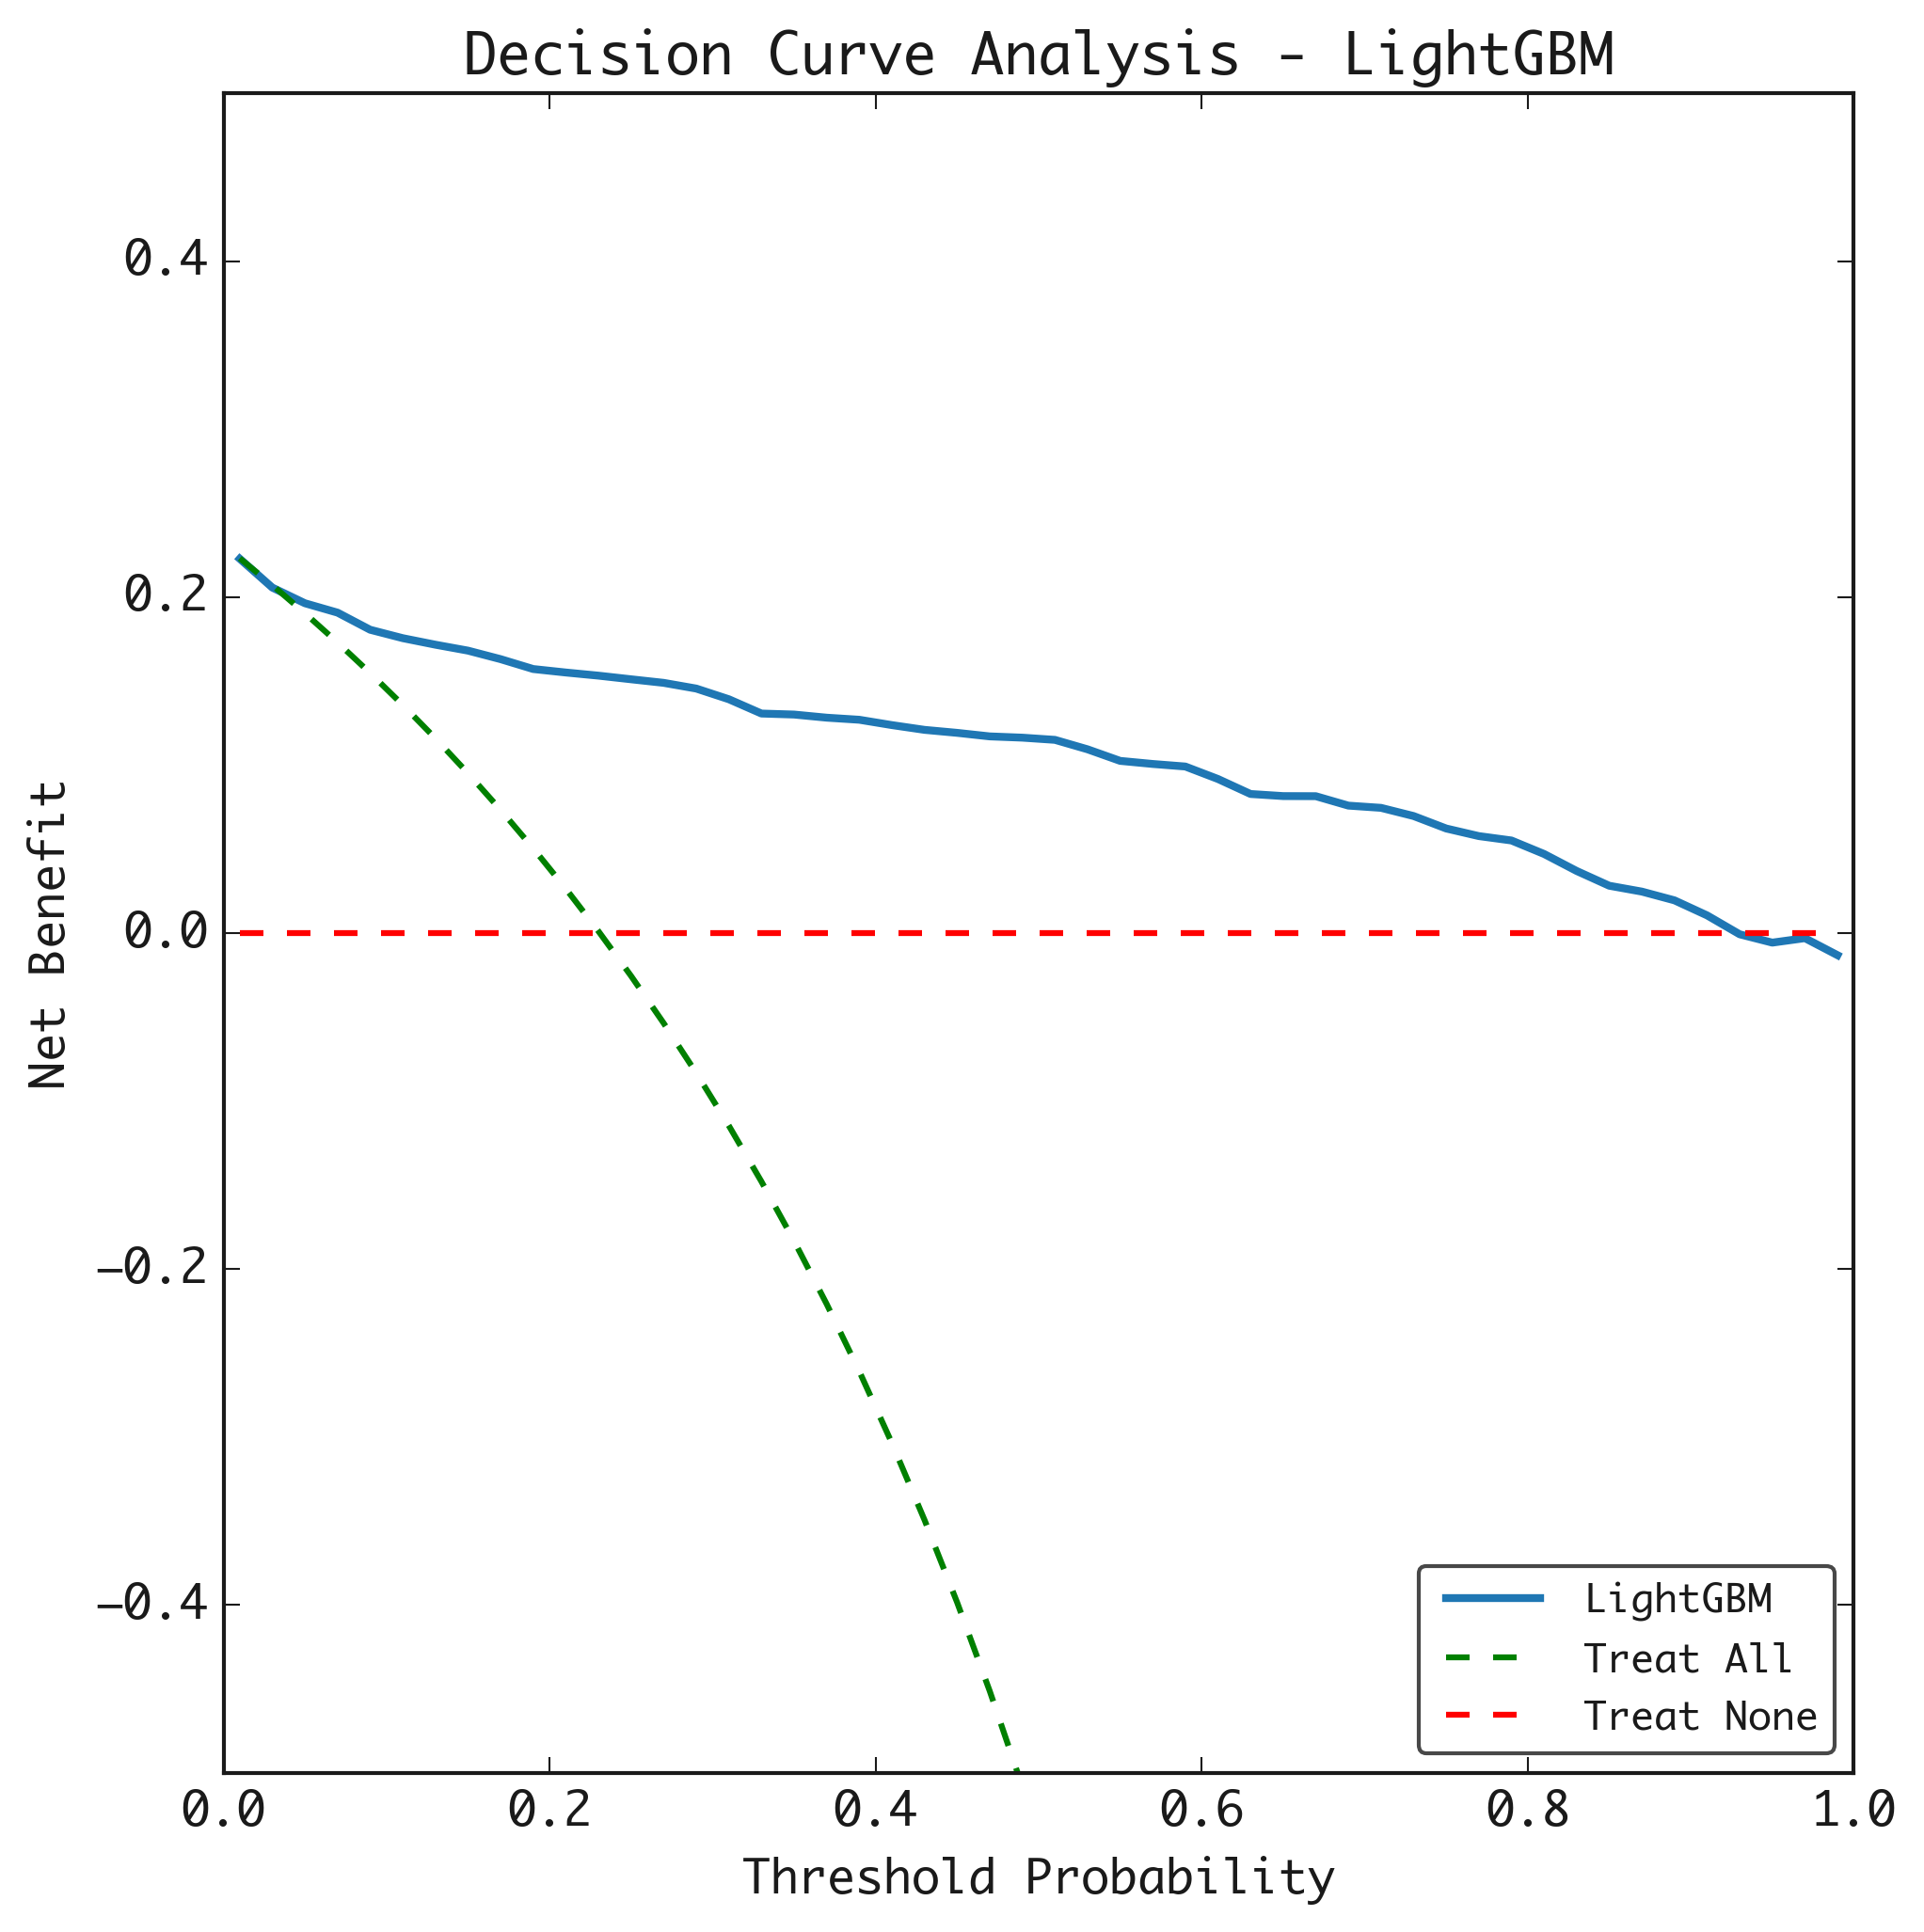 Decision Curve Analysis - LightGBM
Net Benefit
0.4
0.2
0.0
−0.2
−0.4
0.0 0.2 0.4 0.6 0.8 1.0
Threshold Probability
LightGBM
Treat All
Treat None